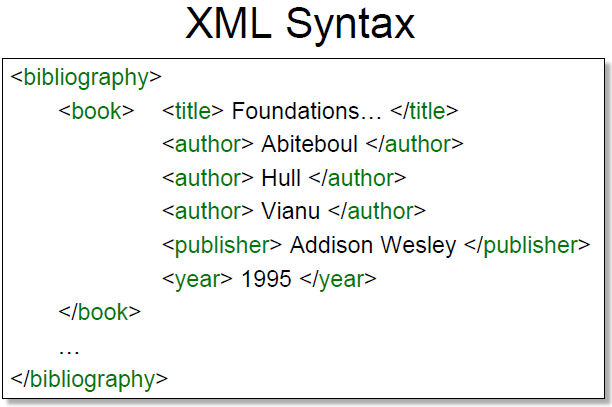 XML Syntax
<bibliography>
<book> <title> Foundations… </title>
<author> Abiteboul </author>
<author> Hull </author>
<author> Vianu </author>
<publisher> Addison Wesley </publisher>
<year> 1995 </year>
</book>
…
</bibliography>